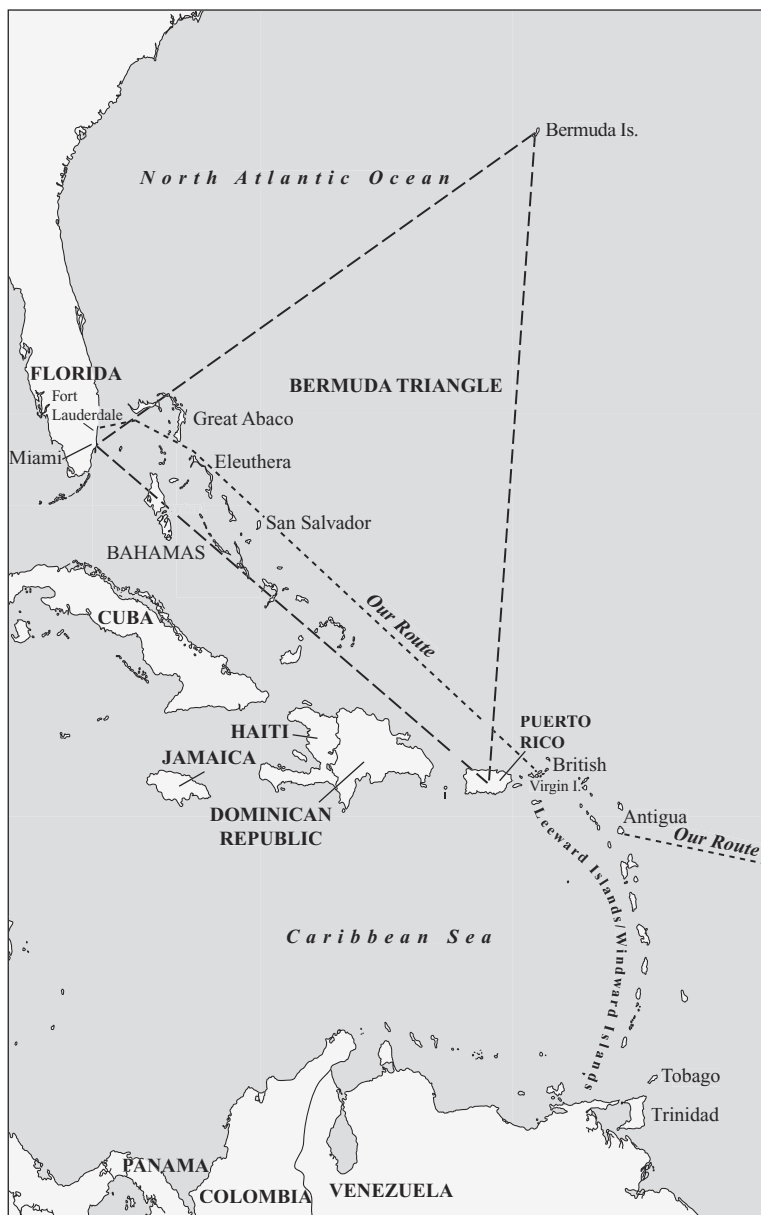 Bermuda Is.
North Atlantic Ocean
FLORIDA
Fort
Lauderdale
BERMUDA TRIANGLE
Great Abaco
Miami
Eleuthera
San Salvador
BAHAMAS
Our Route
CUBA
PUERTO
RICO
HAITI
British
Virgin I.
JAMAICA
DOMINICAN
REPUBLIC
Antigua
Our Route
Leeward Islands/Windward Islands
Caribbean Sea
Tobago
Trinidad
PANAMA
COLOMBIA
VENEZUELA